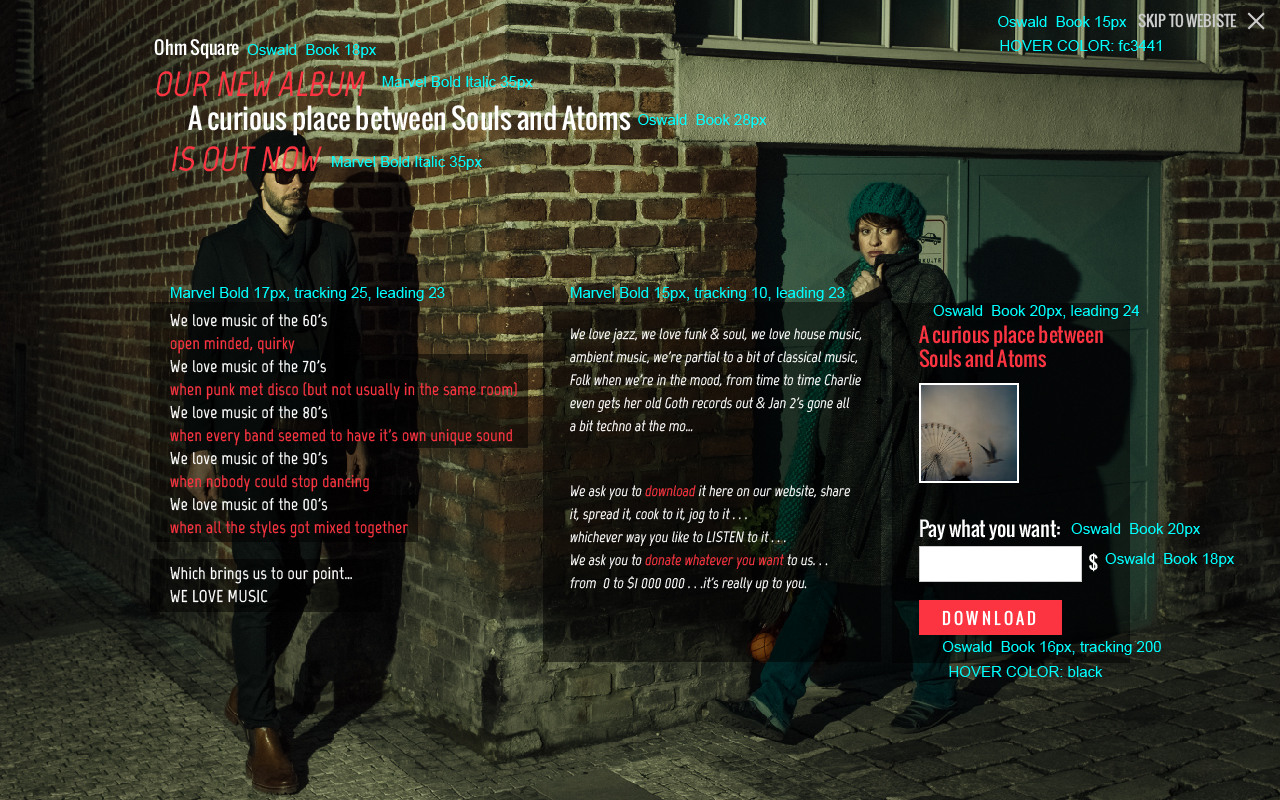 Oswald Book 15px SKIP TO WEBISTE
HOVER COLOR: fc3441
Ohm Square Oswald Book 18px
OUR NEW ALBUM Marvel Bold Italic 35px
A curious place between Souls and Atoms Oswald Book 28px
IS OUT NOW Marvel Bold Italic 35px
Marvel Bold 17px, tracking 25, leading 23
We love music of the 60's
open minded, quirky
We love music of the 70's
when punk met disco (but not usually in the same room)
We love music of the 80's
when every band seemed to have it's own unique sound
We love music of the 90's
when nobody could stop dancing
We love music of the 00's
when all the styles got mixed together
Which brings us to our point...
WE LOVE MUSIC
Marvel Bold 15px, tracking 10, leading 23
We love jazz, we love funk & soul, we love house music,
ambient music, we're partial to a bit of classical music,
Folk when we're in the mood, from time to time Charlie
even gets her old Goth records out & Jan 2's gone all
a bit techno at the mo...
We ask you to download it here on our website, share
it, spread it, cook to it, jog to it . . .
whichever way you like to LISTEN to it . . .
We ask you to donate whatever you want to us. . .
from 0 to $1 000 000 . . .it's really up to you.
Oswald Book 20px, leading 24
A curious place between
Souls and Atoms
Pay what you want: Oswald Book 20px
$ Oswald Book 18px
DOWNLOAD
Oswald Book 16px, tracking 200
HOVER COLOR: black